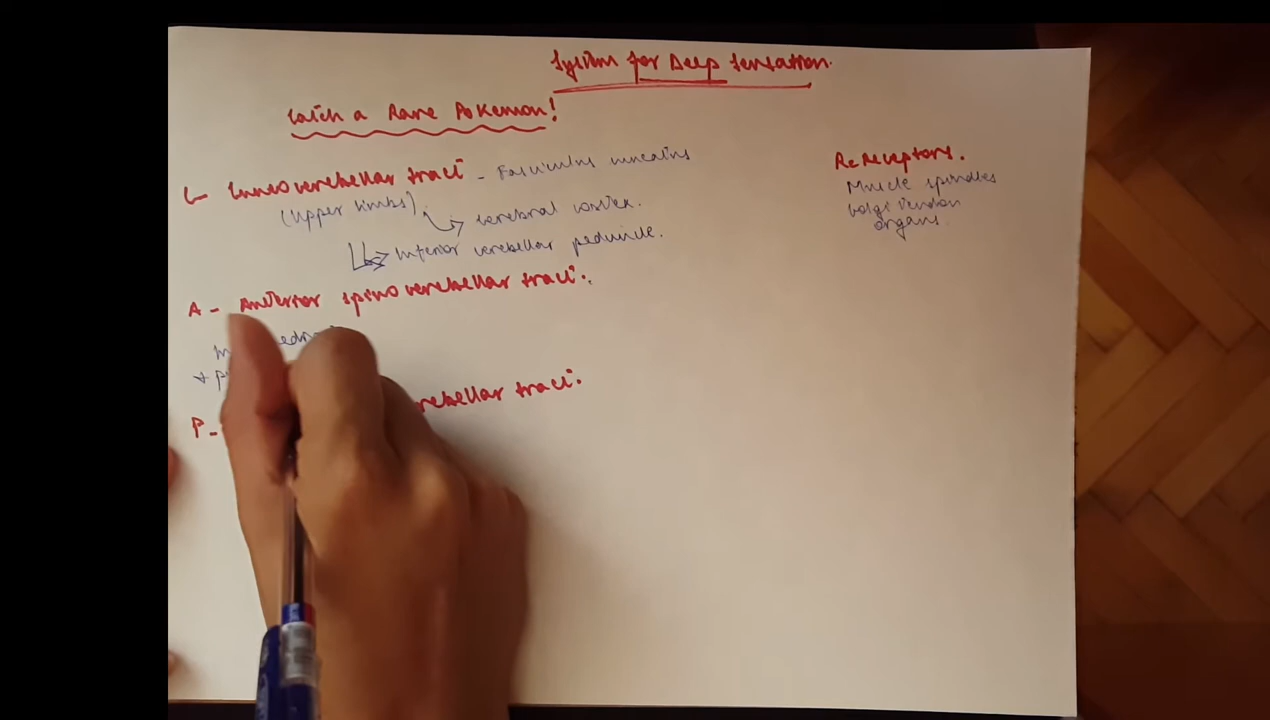 System for Deep Sensation.
Catch a Rare Pokemon!
C- Cuneocerebellar tract - Fasciculus cuneatus
(Upper limbs) cerebral cortex.
Inferior cerebellar peduncle.
A - Anterior spinocerebellar tract.
P - cerebellar tract.
Re Receptors.
Muscle spindles
Golgi tendon
organs.